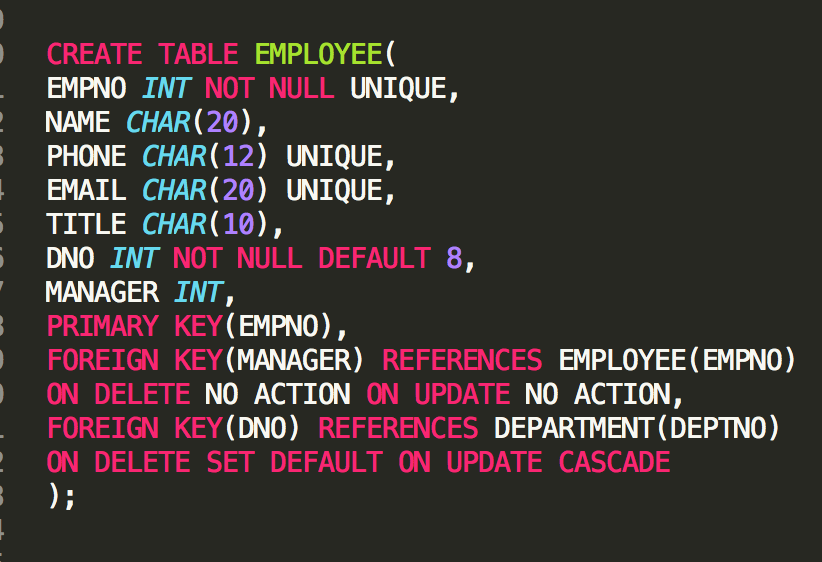 CREATE TABLE EMPLOYEE(
EMPNO INT NOT NULL UNIQUE,
NAME CHAR(20),
PHONE CHAR(12) UNIQUE,
EMAIL CHAR(20) UNIQUE,
TITLE CHAR(10),
DNO INT NOT NULL DEFAULT 8,
MANAGER INT,
PRIMARY KEY(EMPNO),
FOREIGN KEY(MANAGER) REFERENCES EMPLOYEE(EMPNO)
ON DELETE NO ACTION ON UPDATE NO ACTION,
FOREIGN KEY(DNO) REFERENCES DEPARTMENT(DEPTNO)
ON DELETE SET DEFAULT ON UPDATE CASCADE
);